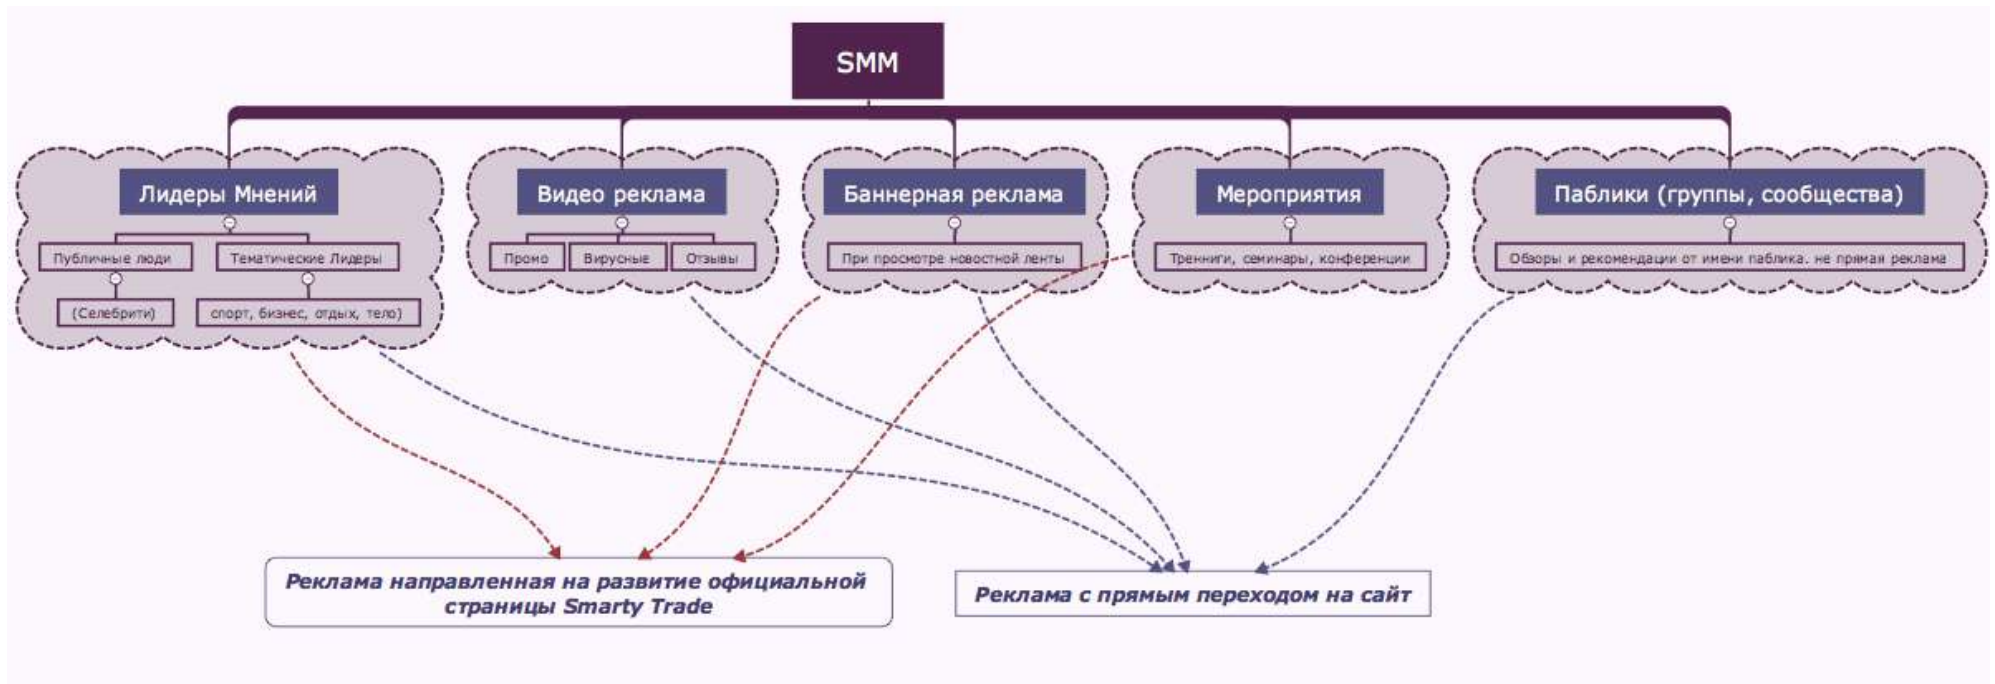 SMM
Лидеры Мнений
Видео реклама
Баннерная реклама
Мероприятия
Паблики (группы, сообщества)
Публичные люди
Тематические Лидеры
Промо
Вирусные
Отзывы
При просмотре новостной ленты
Тренниги, семинары, конференции
Обзоры и рекомендации от имени паблика. не прямая реклама
(Селебрити)
спорт, бизнес, отдых, тело)
Реклама направленная на развитие официальной
страницы Smarty Trade
Реклама с прямым переходом на сайт